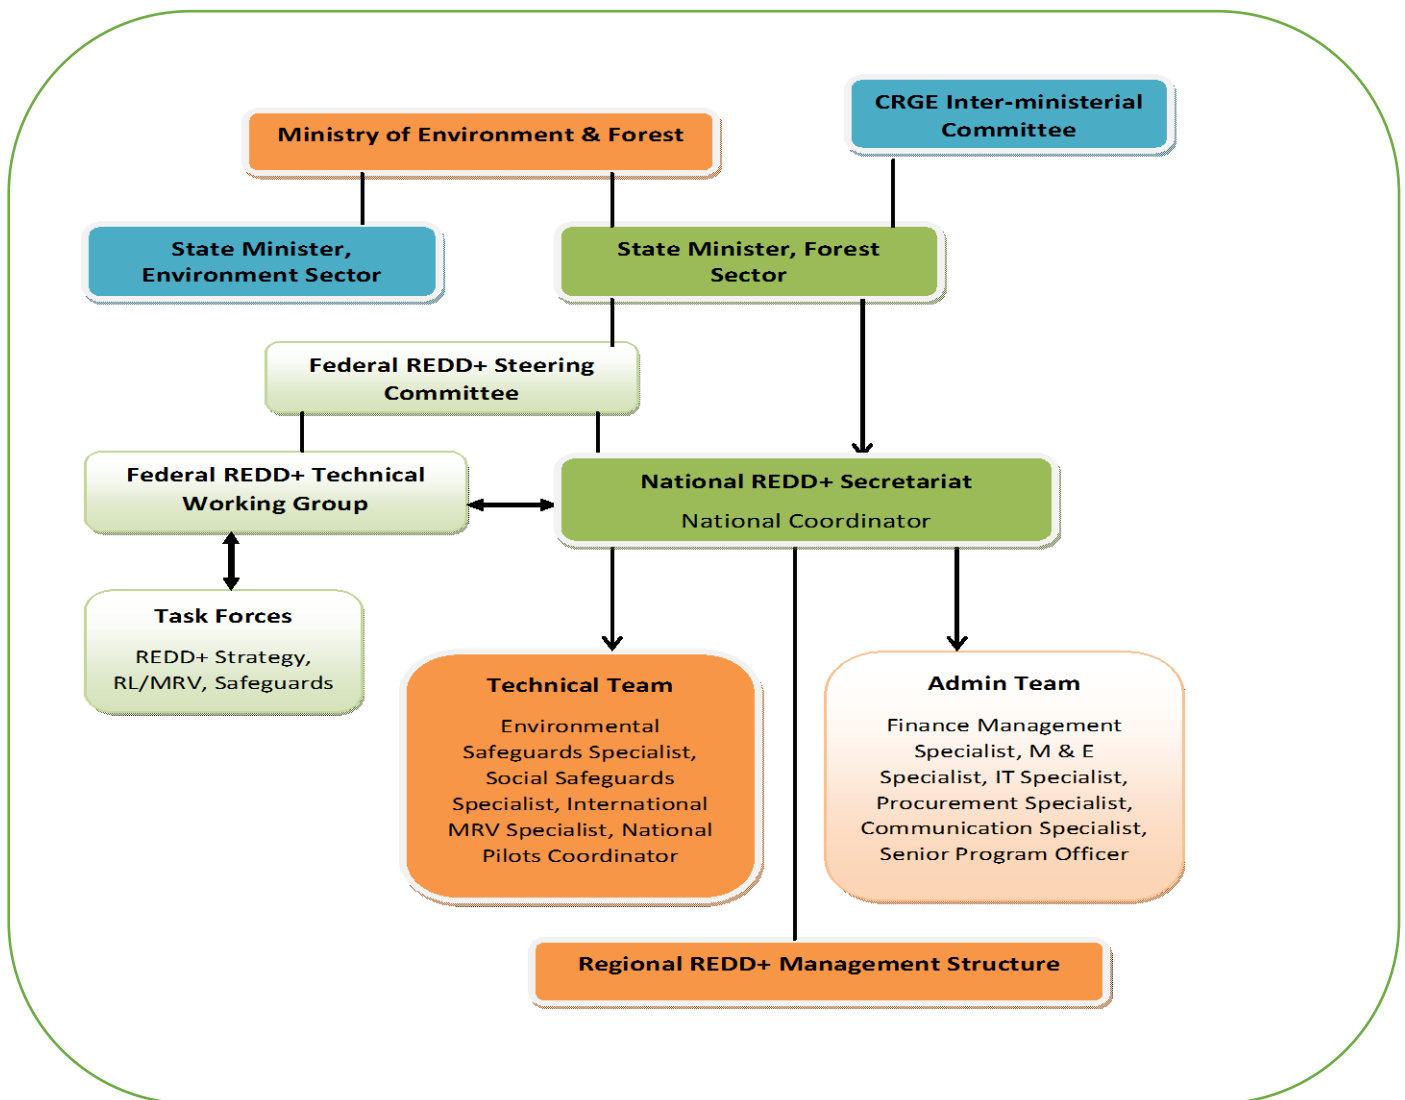 Ministry of Environment & Forest
CRGE Inter-ministerial
Committee
State Minister,
Environment Sector
State Minister, Forest
Sector
Federal REDD+ Steering
Committee
Federal REDD+ Technical
Working Group
National REDD+ Secretariat
National Coordinator
Task Forces
REDD+ Strategy,
RL/MRV, Safeguards
Technical Team
Environmental
Safeguards Specialist,
Social Safeguards
Specialist, International
MRV Specialist, National
Pilots Coordinator
Admin Team
Finance Management
Specialist, M & E
Specialist, IT Specialist,
Procurement Specialist,
Communication Specialist,
Senior Program Officer
Regional REDD+ Management Structure